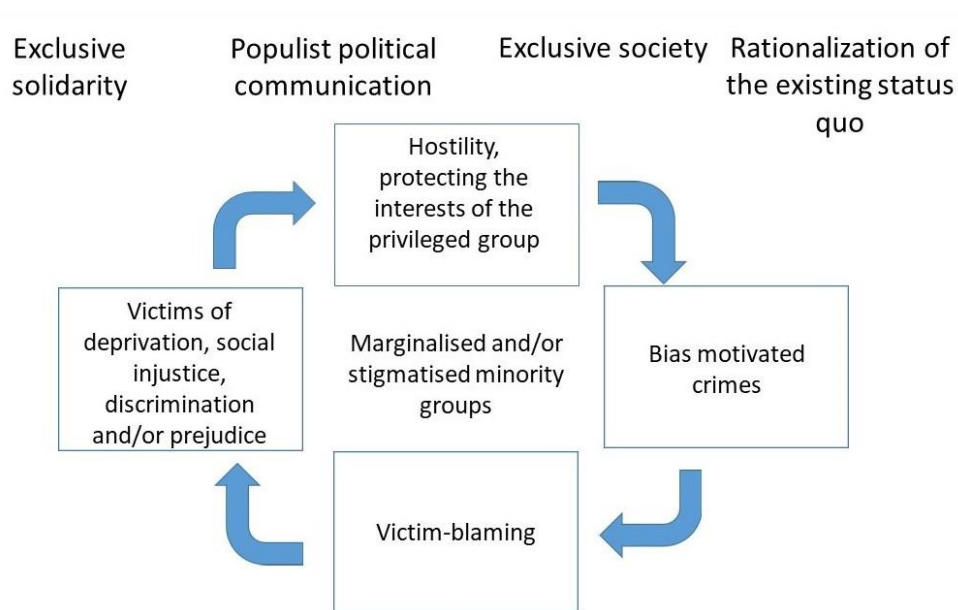 Exclusive
solidarity
Populist political
communication
Exclusive society
Rationalization of
the existing status
quo
Hostility,
protecting the
interests of the
privileged group
Victims of
deprivation, social
injustice,
discrimination
and/or prejudice
Marginalised and/or
stigmatised minority
groups
Bias motivated
crimes
Victim-blaming